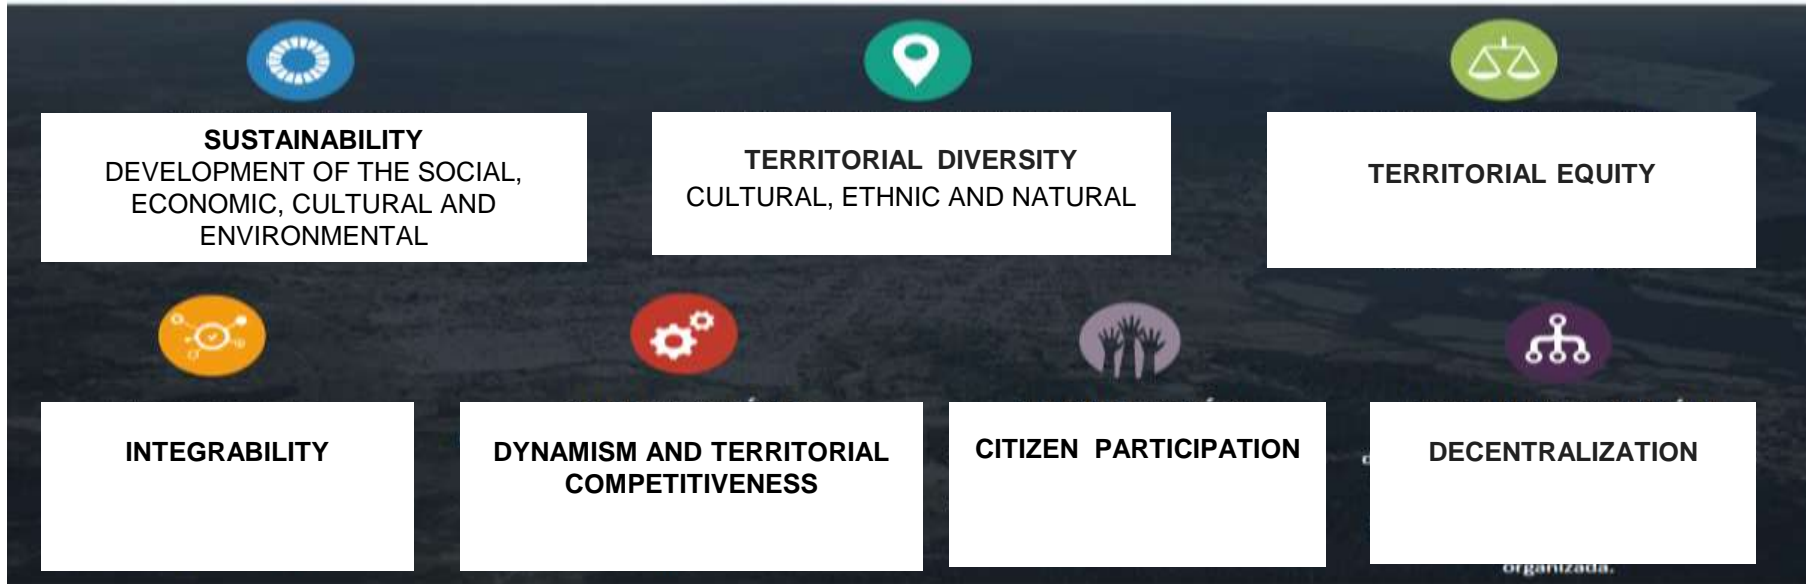 SUSTAINABILITY
DEVELOPMENT OF THE SOCIAL,
ECONOMIC, CULTURAL AND
ENVIRONMENTAL
TERRITORIAL DIVERSITY
CULTURAL, ETHNIC AND NATURAL
TERRITORIAL EQUITY
INTEGRABILITY
DYNAMISM AND TERRITORIAL
COMPETITIVENESS
CITIZEN PARTICIPATION
DECENTRALIZATION
organizada.